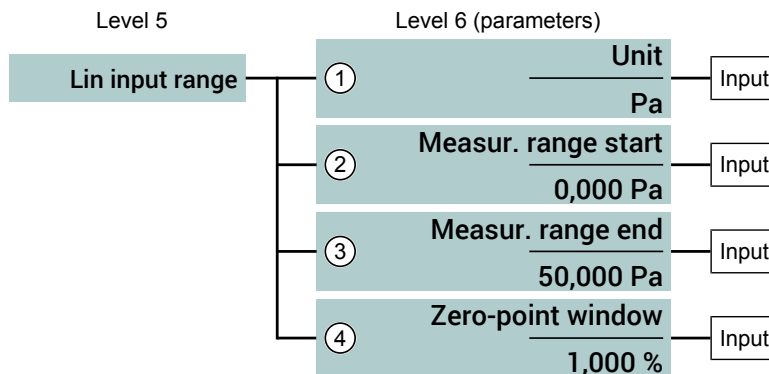 Level 5
Level 6 (parameters)
Lin input range
1
Unit
Pa
Input
2
Measur. range start
0,000 Pa
Input
3
Measur. range end
50,000 Pa
Input
4
Zero-point window
1,000 %
Input